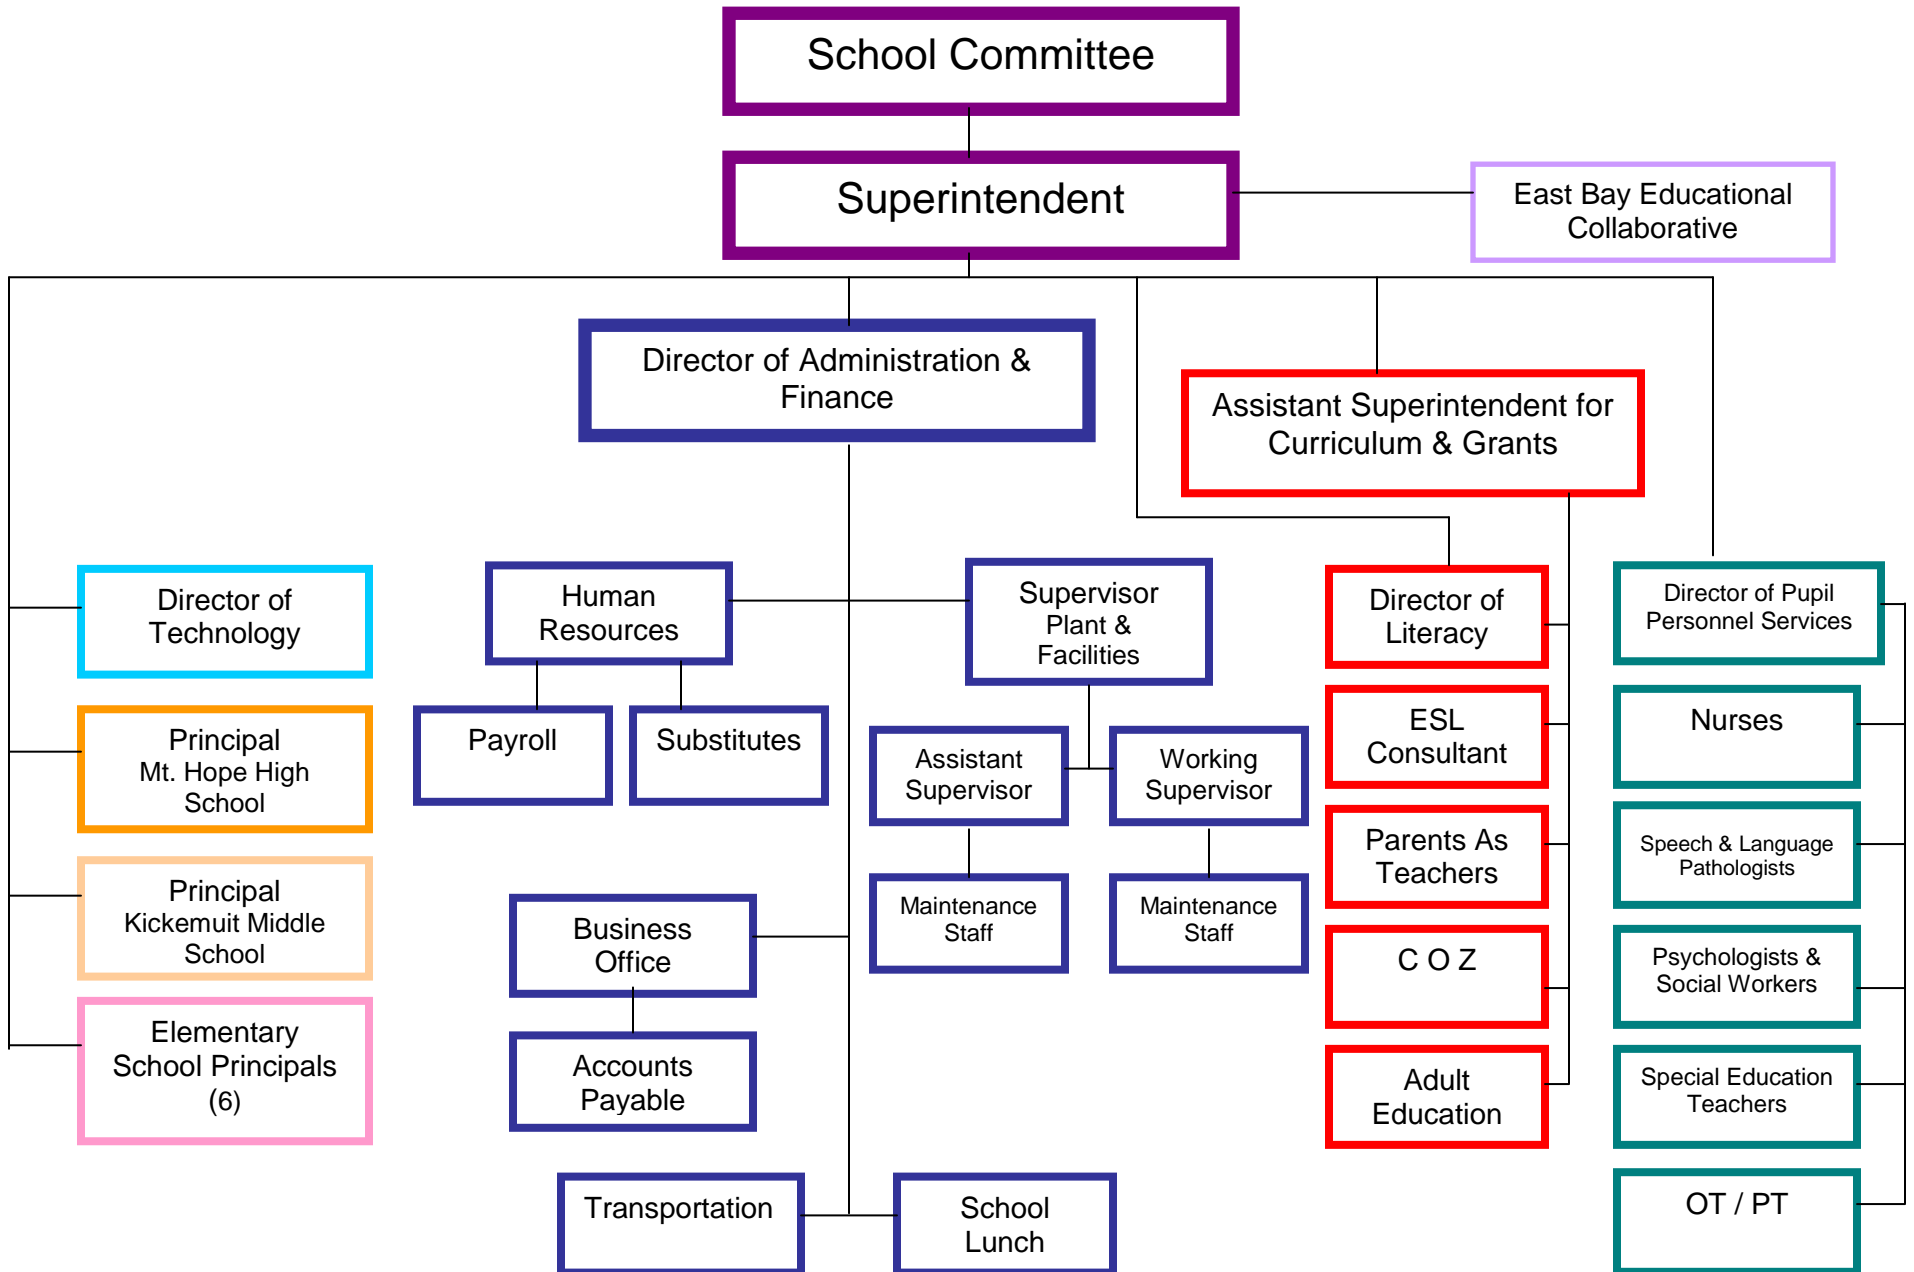 School Committee
Superintendent
East Bay Educational
Collaborative
Director of Administration &
Finance
Assistant Superintendent for
Curriculum & Grants
Director of
Technology
Principal
Mt. Hope High
School
Principal
Kickemuit Middle
School
Elementary
School Principals
(6)
Human
Resources
Payroll
Substitutes
Supervisor
Plant &
Facilities
Assistant
Supervisor
Working
Supervisor
Maintenance
Staff
Maintenance
Staff
Business
Office
Accounts
Payable
Transportation
School
Lunch
Director of
Literacy
ESL
Consultant
Parents As
Teachers
C O Z
Adult
Education
Director of Pupil
Personnel Services
Nurses
Speech & Language
Pathologists
Psychologists &
Social Workers
Special Education
Teachers
OT / PT